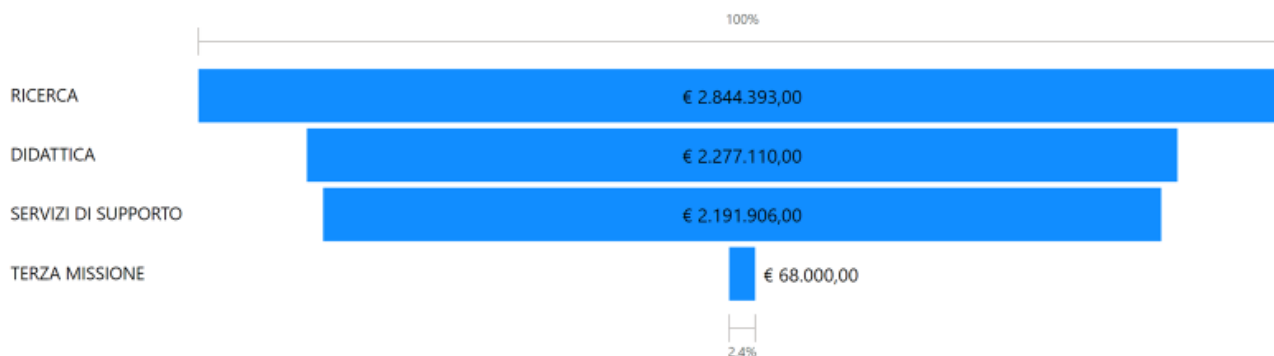 100%
RICERCA € 2.844.393,00
DIDATTICA € 2.277.110,00
SERVIZI DI SUPPORTO € 2.191.906,00
TERZA MISSIONE € 68.000,00
2.4%